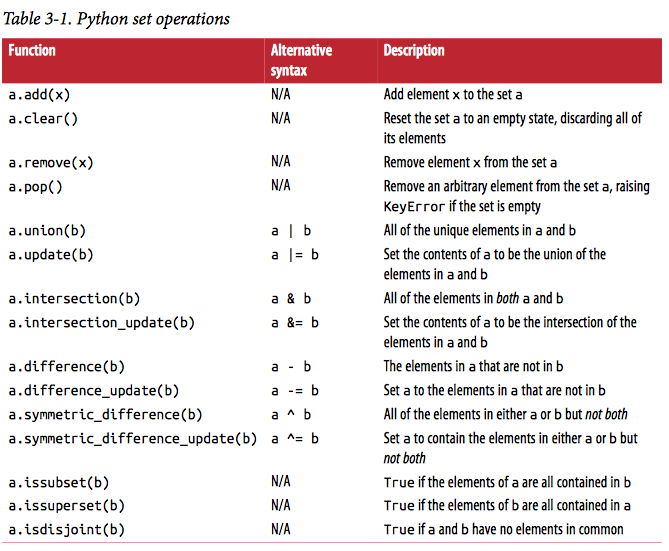 Table 3-1. Python set operations
Function Alternative syntax Description
a.add(x) N/A Add element x to the set a
a.clear() N/A Reset the set a to an empty state, discarding all of
its elements
a.remove(x) N/A Remove element x from the set a
a.pop() N/A Remove an arbitrary element from the set a, raising
KeyError if the set is empty
a.union(b) a | b All of the unique elements in a and b
a.update(b) a |= b Set the contents of a to be the union of the
elements in a and b
a.intersection(b) a & b All of the elements in both a and b
a.intersection_update(b) a &= b Set the contents of a to be the intersection of the
elements in a and b
a.difference(b) a - b The elements in a that are not in b
a.difference_update(b) a -= b Set a to the elements in a that are not in b
a.symmetric_difference(b) a ^ b All of the elements in either a or b but not both
a.symmetric_difference_update(b) a ^= b Set a to contain the elements in either a or b but
not both
a.issubset(b) N/A True if the elements of a are all contained in b
a.issuperset(b) N/A True if the elements of b are all contained in a
a.isdisjoint(b) N/A True if a and b have no elements in common